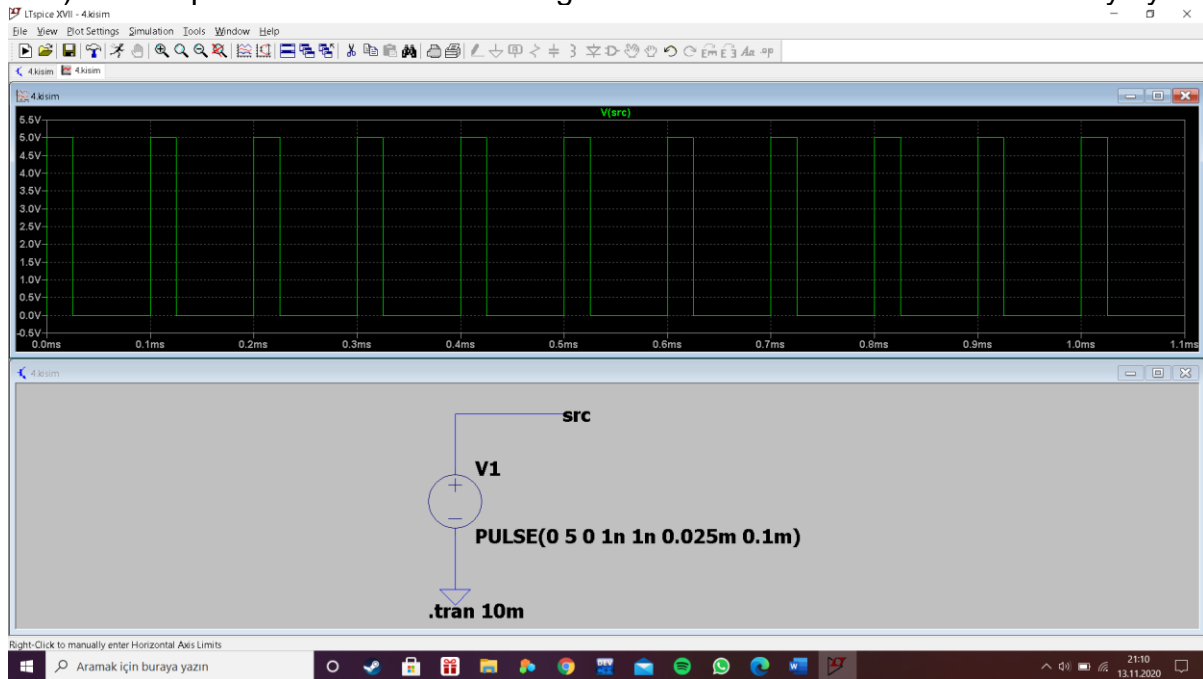 LTspice XVII - 4.kisim
File View Plot Settings Simulation Tools Window Help
4.kisim 4.kisim
4.kisim
V(src)
5.5V
5.0V
4.5V
4.0V
3.5V
3.0V
2.5V
2.0V
1.5V
1.0V
0.5V
0.0V
-0.5V
0.0ms 0.1ms 0.2ms 0.3ms 0.4ms 0.5ms 0.6ms 0.7ms 0.8ms 0.9ms 1.0ms 1.1ms
4.kisim
src
V1
PULSE(0 5 0 1n 1n 0.025m 0.1m)
.tran 10m
Right-Click to manually enter Horizontal Axis Limits
Aramak için buraya yazın
21:10
13.11.2020